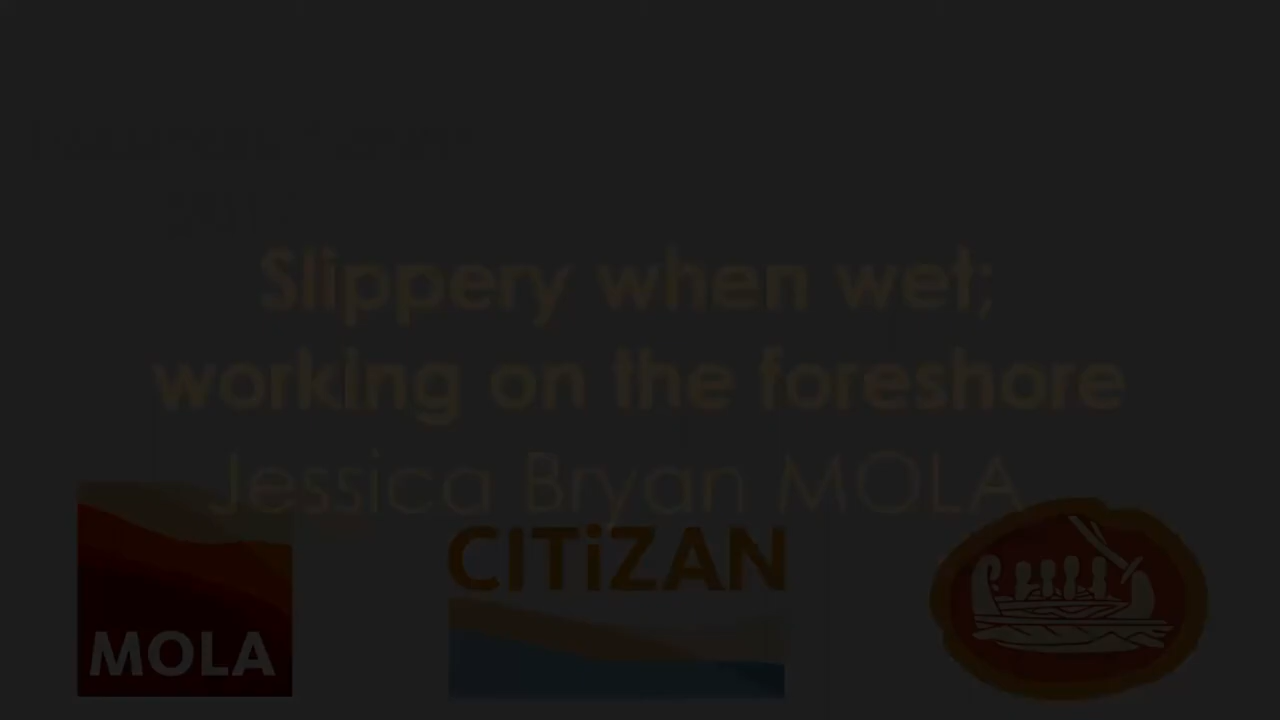 Slippery when wet;
working on the foreshore
Jessica Bryan MOLA
CITiZAN
MOLA